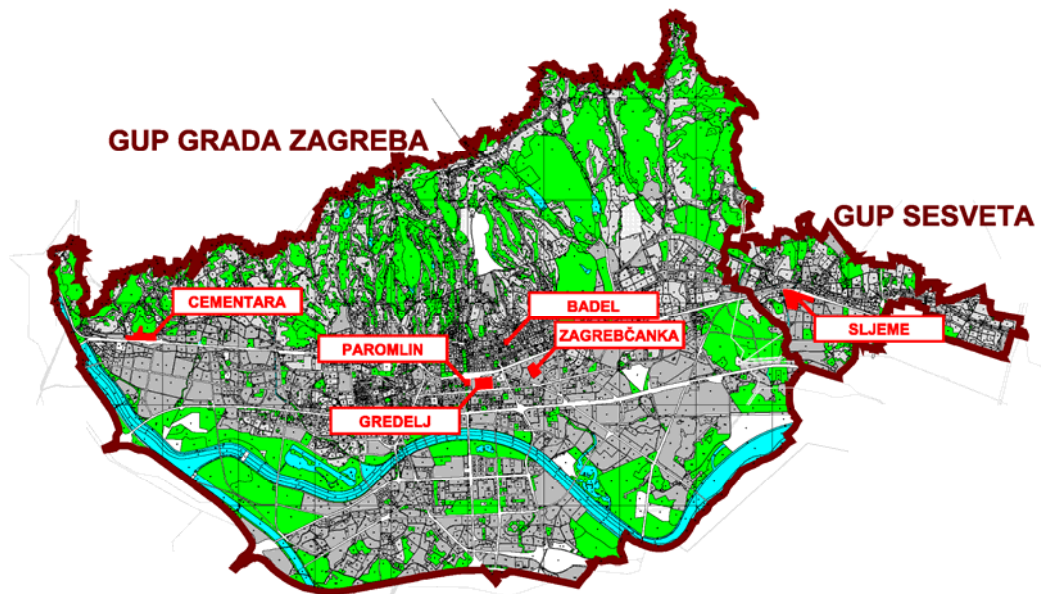 GUP GRADA ZAGREBA
GUP SESVETA
CEMENTARA
BADEL
ZAGREBČANKA
SLJEME
PAROMLIN
GREDELJ